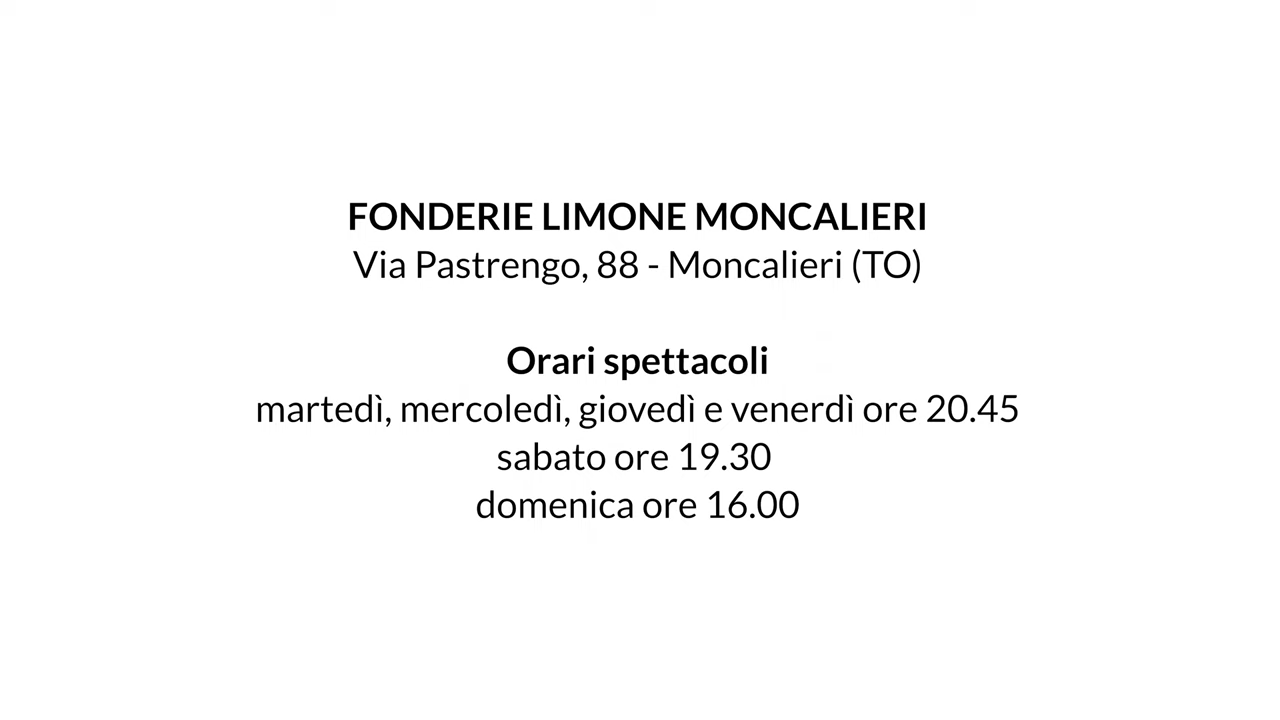 FONDERIE LIMONE MONCALIERI
Via Pastrengo, 88 - Moncalieri (TO)
Orari spettacoli
martedì, mercoledì, giovedì e venerdì ore 20.45
sabato ore 19.30
domenica ore 16.00